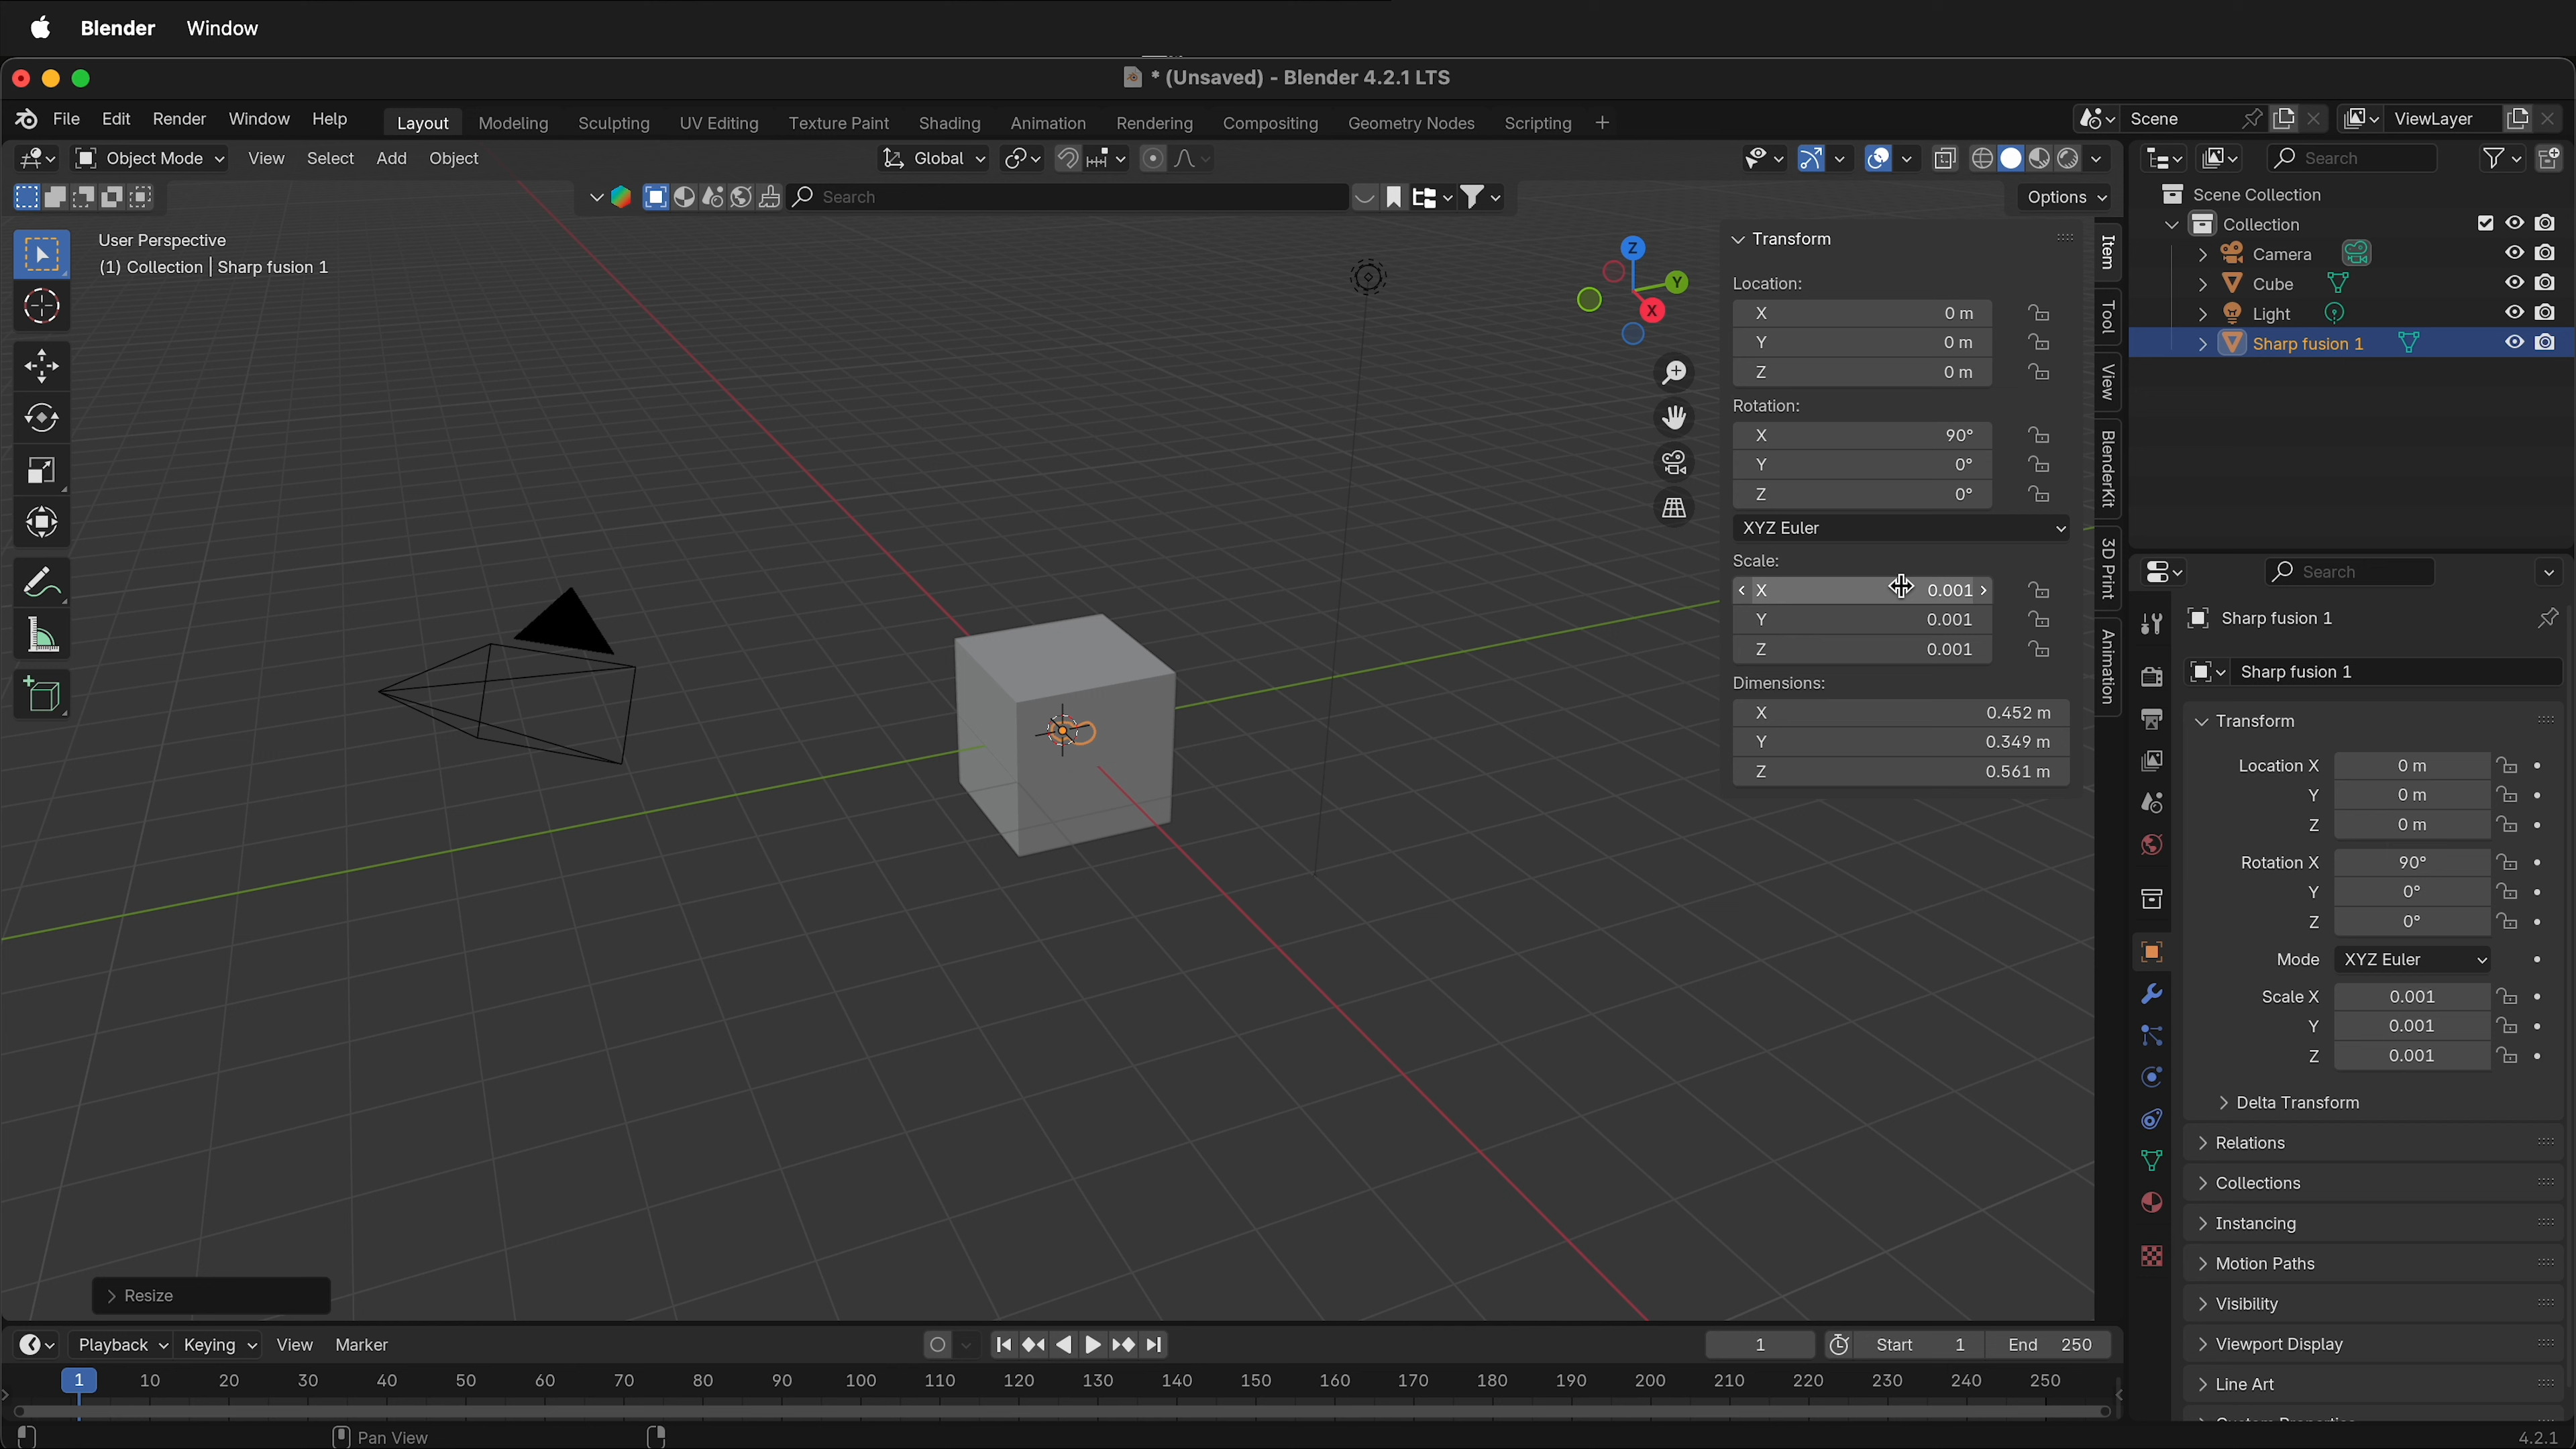 Blender Window
* (Unsaved) - Blender 4.2.1 LTS
File Edit Render Window Help Layout Modeling Sculpting UV Editing Texture Paint Shading Animation Rendering Compositing Geometry Nodes Scripting + Scene ViewLayer
Object Mode View Select Add Object Global Search
Search Options
User Perspective
(1) Collection | Sharp fusion 1
Z
Y
X
Transform
Location:
X 0 m
Y 0 m
Z 0 m
Rotation:
X 90°
Y 0°
Z 0°
XYZ Euler
Scale:
X 0.001
Y 0.001
Z 0.001
Dimensions:
X 0.452 m
Y 0.349 m
Z 0.561 m
Item
Tool
View
BlenderKit
3D Print
Animation
Scene Collection
Collection
Camera
Cube
Light
Sharp fusion 1
Search
Sharp fusion 1
Sharp fusion 1
Transform
Location X 0 m
Y 0 m
Z 0 m
Rotation X 90°
Y 0°
Z 0°
Mode XYZ Euler
Scale X 0.001
Y 0.001
Z 0.001
Delta Transform
Relations
Collections
Instancing
Motion Paths
Visibility
Viewport Display
Line Art
Resize
Playback Keying View Marker 1 Start 1 End 250
1 10 20 30 40 50 60 70 80 90 100 110 120 130 140 150 160 170 180 190 200 210 220 230 240 250
Pan View
4.2.1